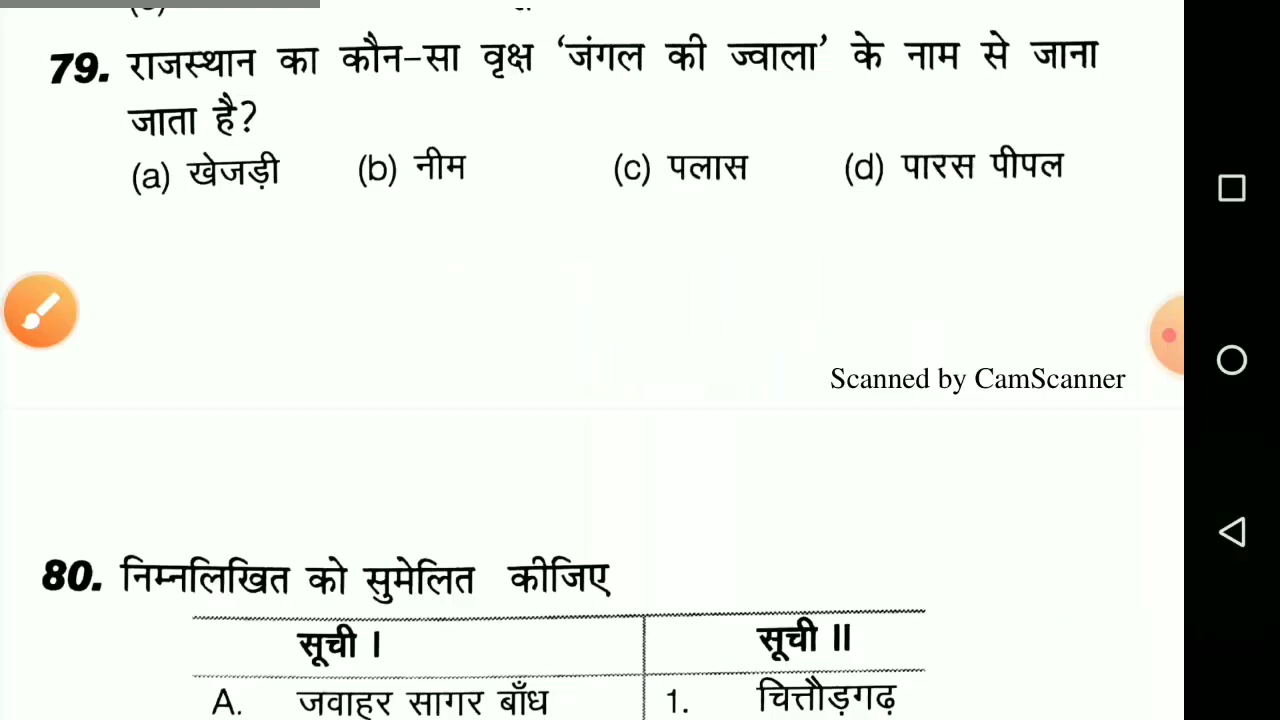 79. राजस्थान का कौन-सा वृक्ष ‘जंगल की ज्वाला’ के नाम से जाना
जाता है?
(a) खेजड़ी (b) नीम (c) पलास (d) पारस पीपल
Scanned by CamScanner
80. निम्नलिखित को सुमेलित कीजिए
सूची I सूची II
A. जवाहर सागर बाँध 1. चित्तौड़गढ़